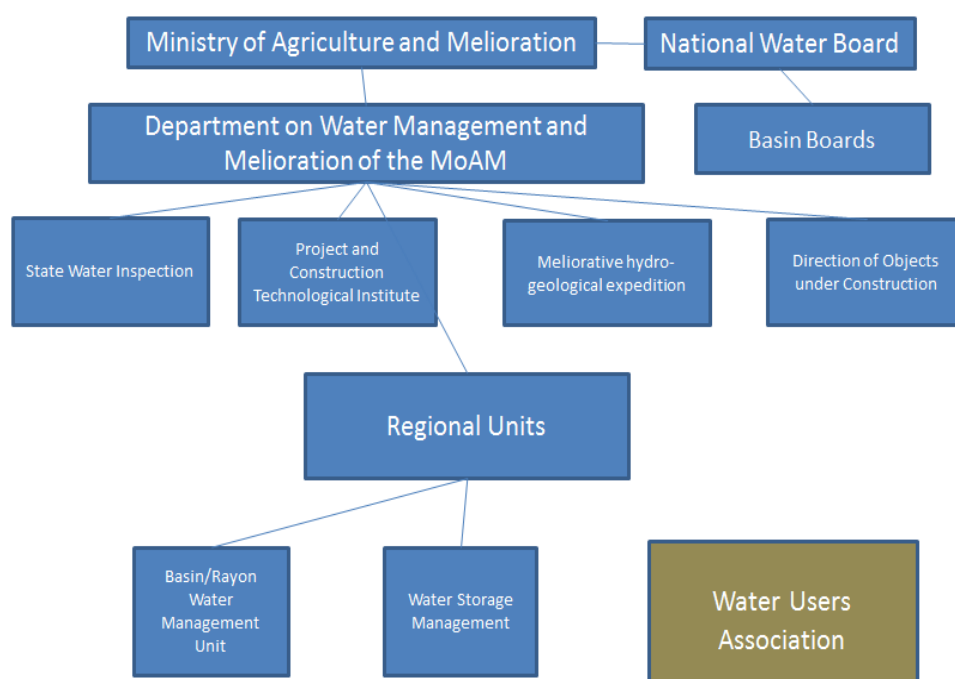 Ministry of Agriculture and Melioration
National Water Board
Department on Water Management and
Melioration of the MoAM
Basin Boards
State Water Inspection
Project and
Construction
Technological Institute
Meliorative hydro-
geological expedition
Direction of Objects
under Construction
Regional Units
Basin/Rayon
Water
Management
Unit
Water Storage
Management
Water Users
Association